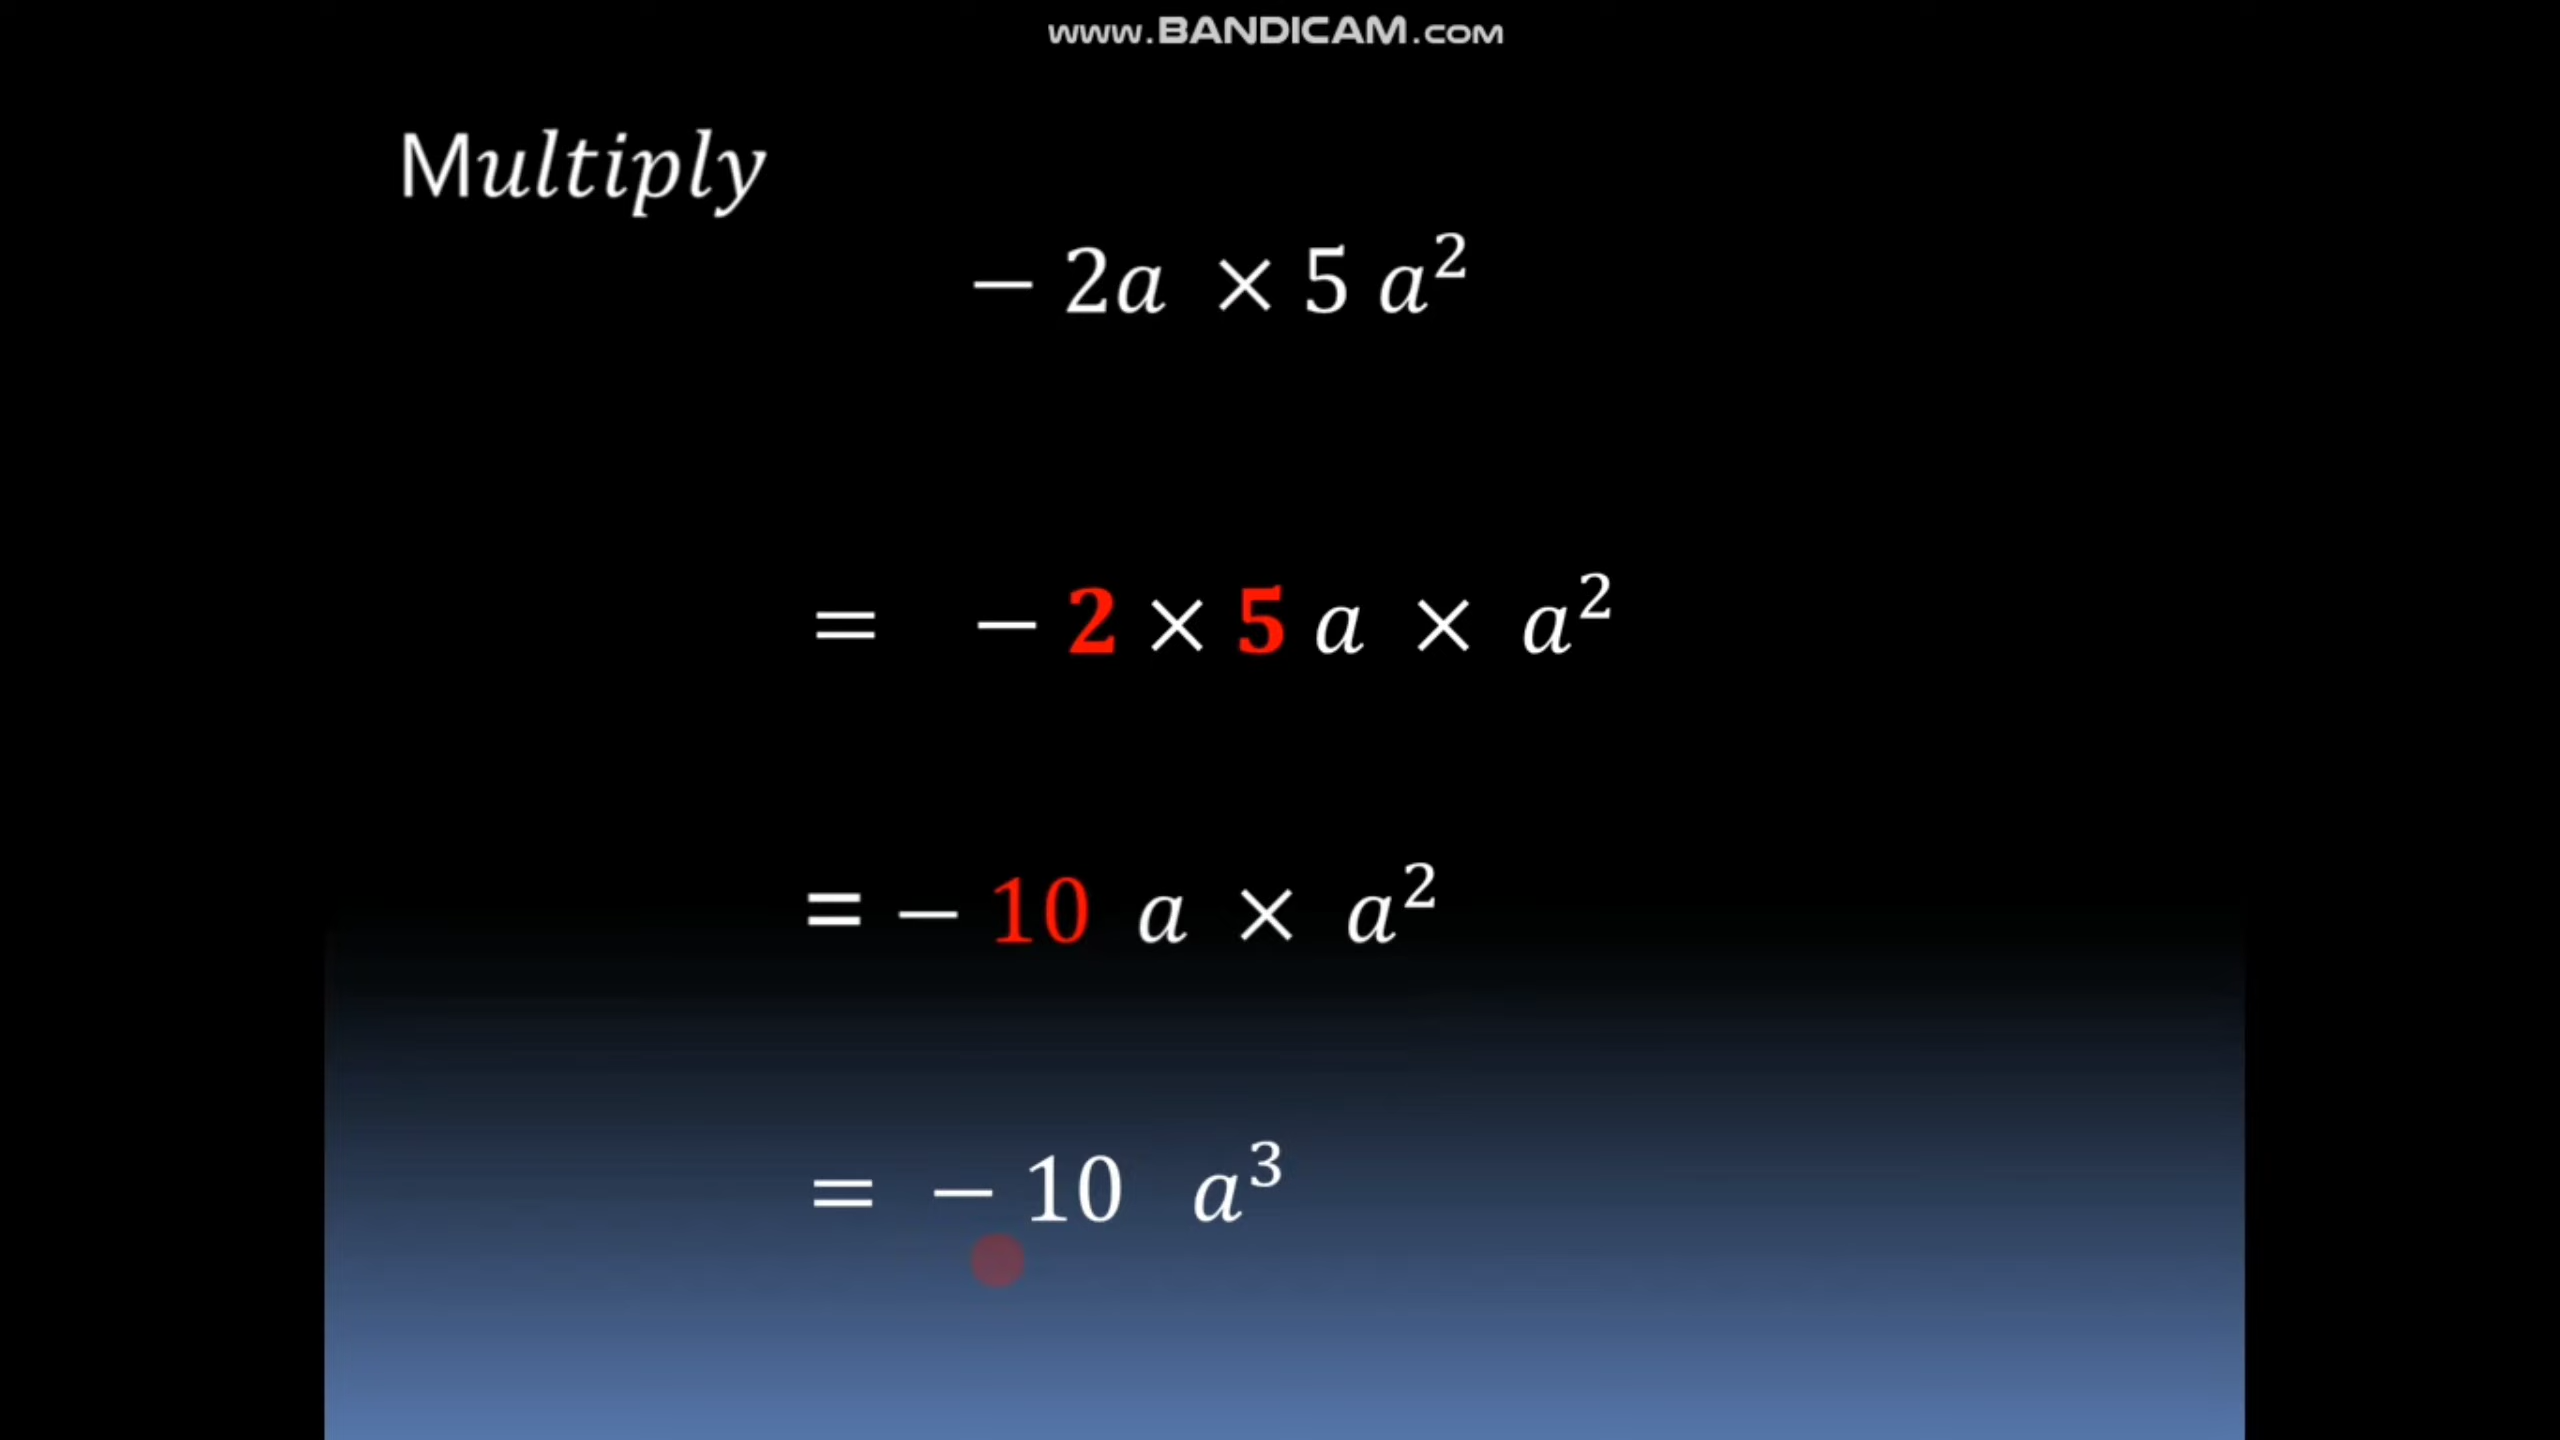 www.BANDICAM.com
Multiply
− 2a × 5 a²
= − 2 × 5 a × a²
= − 10 a × a²
= − 10 a³